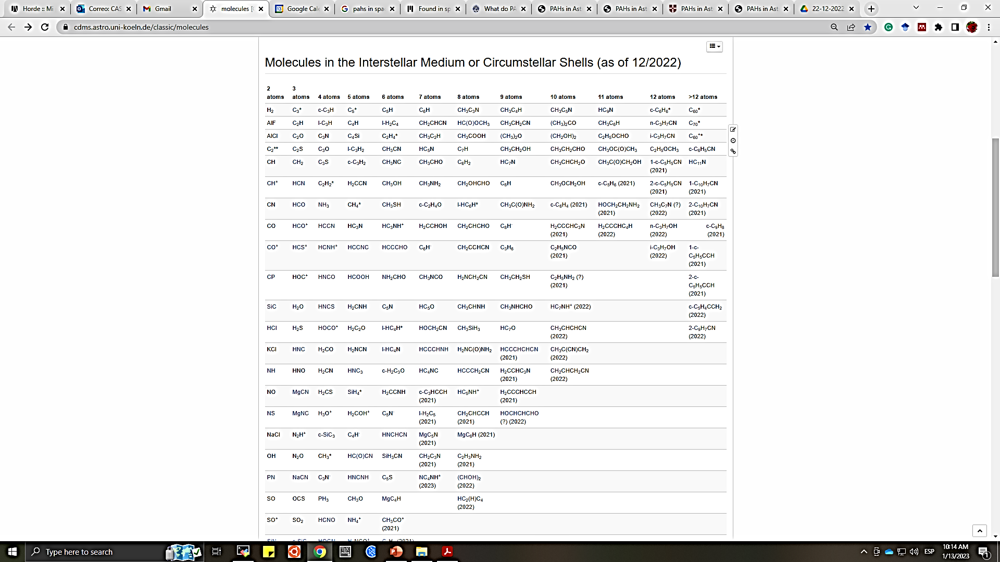 Horde :: Mi
Correo: CAS
Gmail
molecules [
Google Cale
pahs in spa
Found in sp
What do PA
PAHs in Ast
PAHs in Ast
PAHs in Ast
PAHs in Ast
22-12-2022
cdms.astro.uni-koeln.de/classic/molecules
Molecules in the Interstellar Medium or Circumstellar Shells (as of 12/2022)
2 atoms 3 atoms 4 atoms 5 atoms 6 atoms 7 atoms 8 atoms 9 atoms 10 atoms 11 atoms 12 atoms >12 atoms
H₂ C₃* c-C₃H C₅* C₅H C₆H CH₃C₃N CH₃C₄H CH₃C₅N HC₉N c-C₆H₆* C₆₀*
AlF C₂H l-C₃H C₄H l-H₂C₄ CH₂CHCN HC(O)OCH₃ CH₃CH₂CN (CH₃)₂CO CH₃C₆H n-C₃H₇CN C₇₀*
AlCl C₂O C₃N C₄Si C₂H₄* CH₃C₂H CH₃COOH (CH₃)₂O (CH₂OH)₂ C₂H₅OCHO i-C₃H₇CN C₆₀⁺*
C₂** C₂S C₃O l-C₃H₂ CH₃CN HC₅N C₇H CH₃CH₂OH CH₃CH₂CHO CH₃OC(O)CH₃ C₂H₅OCH₃ c-C₆H₅CN
CH CH₂ C₃S c-C₃H₂ CH₃NC CH₃CHO C₆H₂ HC₇N CH₃CHCH₂O CH₃C(O)CH₂OH 1-c-C₅H₅CN (2021) HC₁₁N
CH⁺ HCN C₂H₂* H₂CCN CH₃OH CH₃NH₂ CH₂OHCHO C₈H CH₃OCH₂OH c-C₅H₆ (2021) 2-c-C₅H₅CN (2021) 1-C₁₀H₇CN (2021)
CN HCO NH₃ CH₄* CH₃SH c-C₂H₄O l-HC₆H* CH₃C(O)NH₂ c-C₆H₄ (2021) HOCH₂CH₂NH₂ (2021) CH₃C₇N (?) (2022) 2-C₁₀H₇CN (2021)
CO HCO⁺ HCCN HC₃N HC₃NH⁺ H₂CCHOH CH₂CHCHO C₈H⁻ H₂CCCHC₃N (2021) H₂CCCHC₄H (2022) n-C₃H₇OH (2022) c-C₉H₈ (2021)
CO⁺ HCS⁺ HCNH⁺ HCCNC HCCCHO C₆H⁻ CH₂CCHCN C₃H₆ C₂H₅NCO (2021) i-C₃H₇OH (2022) 1-c-C₅H₅CCH (2021)
CP HOC⁺ HNCO HCOOH NH₂CHO CH₃NCO H₂NCH₂CN CH₃CH₂SH C₂H₅NH₂ (?) (2021) 2-c-C₅H₅CCH (2021)
SiC H₂O HNCS H₂CNH C₅N HC₅O CH₃CHNH CH₃NHCHO HC₇NH⁺ (2022) c-C₅H₄CCH₂ (2022)
HCl H₂S HOCO⁺ H₂C₂O l-HC₄H* HOCH₂CN CH₃SiH₃ HC₇O CH₃CHCHCN (2022) 2-C₉H₇CN (2022)
KCl HNC H₂CO H₂NCN l-HC₄N HCCCHNH H₂NC(O)NH₂ HCCCHCHCN (2021) CH₃C(CN)CH₂ (2022)
NH HNO H₂CN HNC₃ c-H₂C₃O HC₄NC HCCCH₂CN H₂CCHC₃N (2021) CH₂CHCH₂CN (2022)
NO MgCN H₂CS SiH₄* H₂CCNH c-C₃HCCH (2021) HC₅NH⁺ H₂CCCHCCH (2021)
NS MgNC H₃O⁺ H₂COH⁺ C₅N⁻ l-H₂C₅ (2021) CH₂CHCCH (2021) HOCHCHCHO (?) (2022)
NaCl N₂H⁺ c-SiC₃ C₄H⁻ HNCHCN MgC₅N (2021) MgC₆H (2021)
OH N₂O CH₃* HC(O)CN SiH₃CN CH₂C₃N (2021) C₂H₃NH₂ (2021)
PN NaCN C₃N⁻ HNCNH C₅S NC₄NH⁺ (2023) (CHOH)₂ (2022)
SO OCS PH₃ CH₃O MgC₄H HC₂(H)C₄ (2022)
SO⁺ SO₂ HCNO NH₄⁺ CH₃CO⁺ (2021)
Type here to search
ESP
10:14 AM
1/13/2023